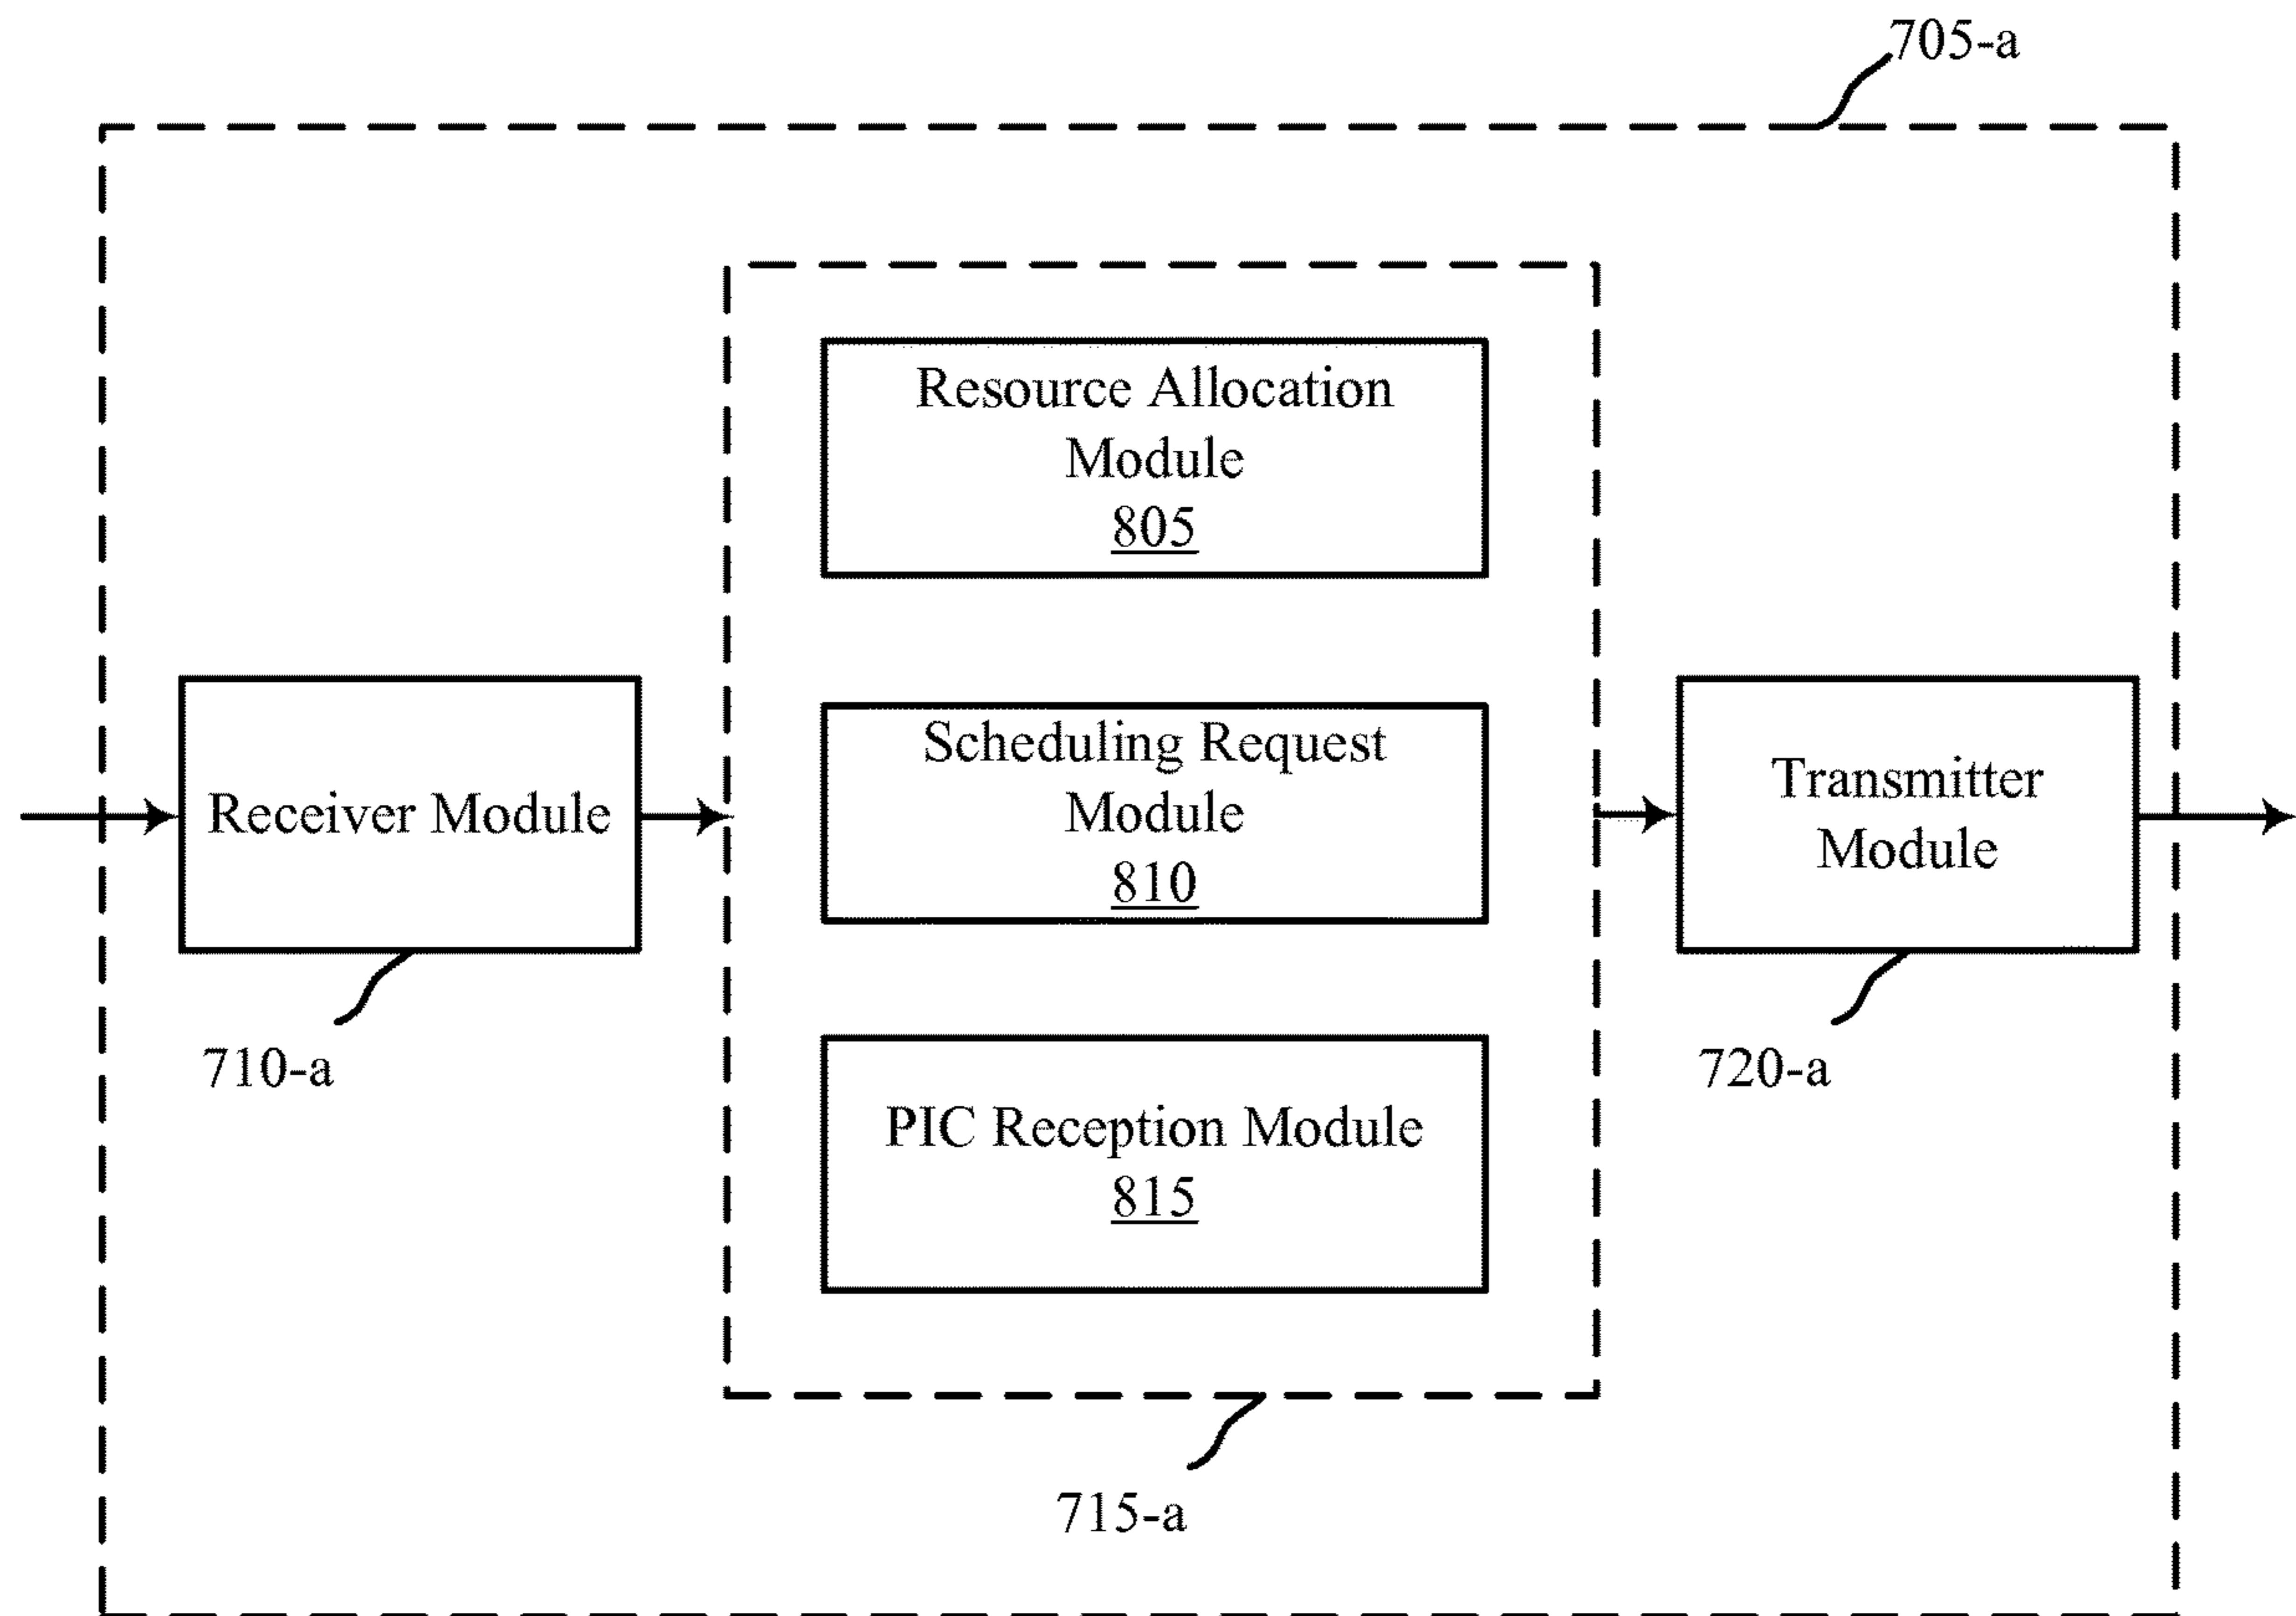 705-a
Resource Allocation
Module
805
Scheduling Request
Module
810
PIC Reception Module
815
Receiver Module
710-a
Transmitter
Module
720-a
715-a